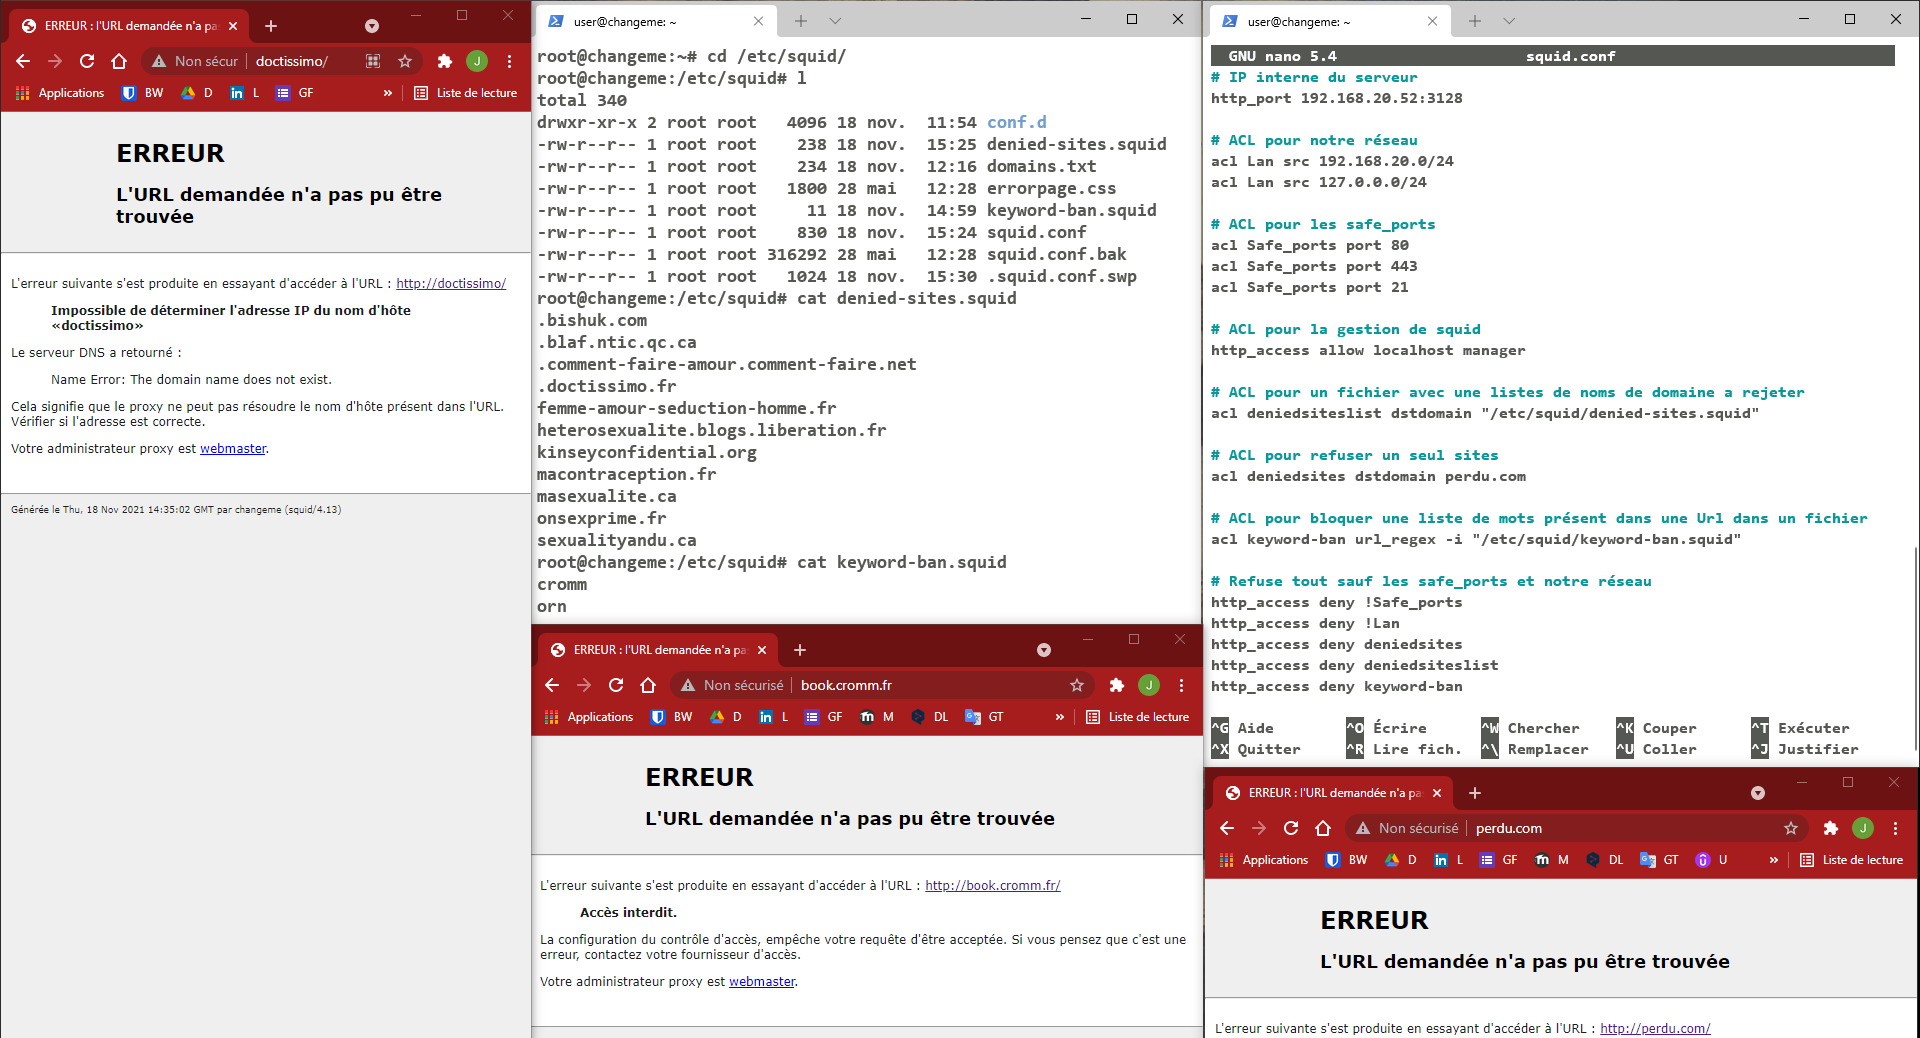 ERREUR : l'URL demandée n'a pa
Non sécur
doctissimo/
J
Applications
BW
D
L
GF
»
Liste de lecture
ERREUR
L'URL demandée n'a pas pu être
trouvée
L'erreur suivante s'est produite en essayant d'accéder à l'URL : http://doctissimo/
Impossible de déterminer l'adresse IP du nom d'hôte
«doctissimo»
Le serveur DNS a retourné :
Name Error: The domain name does not exist.
Cela signifie que le proxy ne peut pas résoudre le nom d'hôte présent dans l'URL.
Vérifier si l'adresse est correcte.
Votre administrateur proxy est webmaster.
Générée le Thu, 18 Nov 2021 14:35:02 GMT par changeme (squid/4.13)
user@changeme: ~
root@changeme:~# cd /etc/squid/
root@changeme:/etc/squid# l
total 340
drwxr-xr-x 2 root root   4096 18 nov.  11:54 conf.d
-rw-r--r-- 1 root root    238 18 nov.  15:25 denied-sites.squid
-rw-r--r-- 1 root root    234 18 nov.  12:16 domains.txt
-rw-r--r-- 1 root root   1800 28 mai   12:28 errorpage.css
-rw-r--r-- 1 root root     11 18 nov.  14:59 keyword-ban.squid
-rw-r--r-- 1 root root    830 18 nov.  15:24 squid.conf
-rw-r--r-- 1 root root 316292 28 mai   12:28 squid.conf.bak
-rw-r--r-- 1 root root   1024 18 nov.  15:30 .squid.conf.swp
root@changeme:/etc/squid# cat denied-sites.squid
.bishuk.com
.blaf.ntic.qc.ca
.comment-faire-amour.comment-faire.net
.doctissimo.fr
femme-amour-seduction-homme.fr
heterosexualite.blogs.liberation.fr
kinseyconfidential.org
macontraception.fr
masexualite.ca
onsexprime.fr
sexualityandu.ca
root@changeme:/etc/squid# cat keyword-ban.squid
cromm
orn
ERREUR : l'URL demandée n'a pa
Non sécurisé
book.cromm.fr
J
Applications
BW
D
L
GF
M
DL
GT
»
Liste de lecture
ERREUR
L'URL demandée n'a pas pu être trouvée
L'erreur suivante s'est produite en essayant d'accéder à l'URL : http://book.cromm.fr/
Accès interdit.
La configuration du contrôle d'accès, empêche votre requête d'être acceptée. Si vous pensez que c'est une
erreur, contactez votre fournisseur d'accès.
Votre administrateur proxy est webmaster.
user@changeme: ~
GNU nano 5.4 squid.conf
# IP interne du serveur
http_port 192.168.20.52:3128
# ACL pour notre réseau
acl Lan src 192.168.20.0/24
acl Lan src 127.0.0.0/24
# ACL pour les safe_ports
acl Safe_ports port 80
acl Safe_ports port 443
acl Safe_ports port 21
# ACL pour la gestion de squid
http_access allow localhost manager
# ACL pour un fichier avec une listes de noms de domaine a rejeter
acl deniedsiteslist dstdomain "/etc/squid/denied-sites.squid"
# ACL pour refuser un seul sites
acl deniedsites dstdomain perdu.com
# ACL pour bloquer une liste de mots présent dans une Url dans un fichier
acl keyword-ban url_regex -i "/etc/squid/keyword-ban.squid"
# Refuse tout sauf les safe_ports et notre réseau
http_access deny !Safe_ports
http_access deny !Lan
http_access deny deniedsites
http_access deny deniedsiteslist
http_access deny keyword-ban
^G Aide ^O Écrire ^W Chercher ^K Couper ^T Exécuter
^X Quitter ^R Lire fich. ^\ Remplacer ^U Coller ^J Justifier
ERREUR : l'URL demandée n'a pa
Non sécurisé
perdu.com
J
Applications
BW
D
L
GF
M
DL
GT
U
»
Liste de lecture
ERREUR
L'URL demandée n'a pas pu être trouvée
L'erreur suivante s'est produite en essayant d'accéder à l'URL : http://perdu.com/